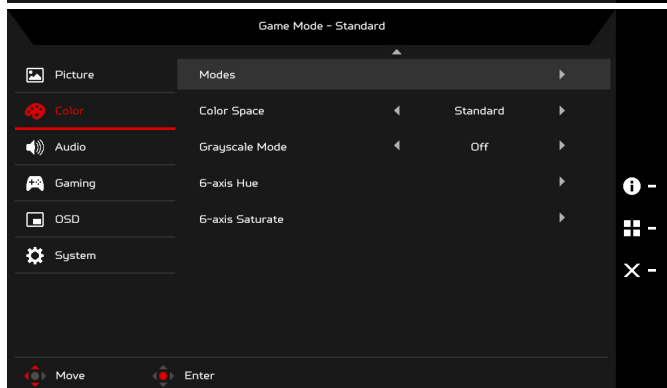 Game Mode - Standard
Picture
Modes
Color
Color Space Standard
Audio
Grayscale Mode Off
Gaming
6-axis Hue
OSD
6-axis Saturate
System
Move Enter